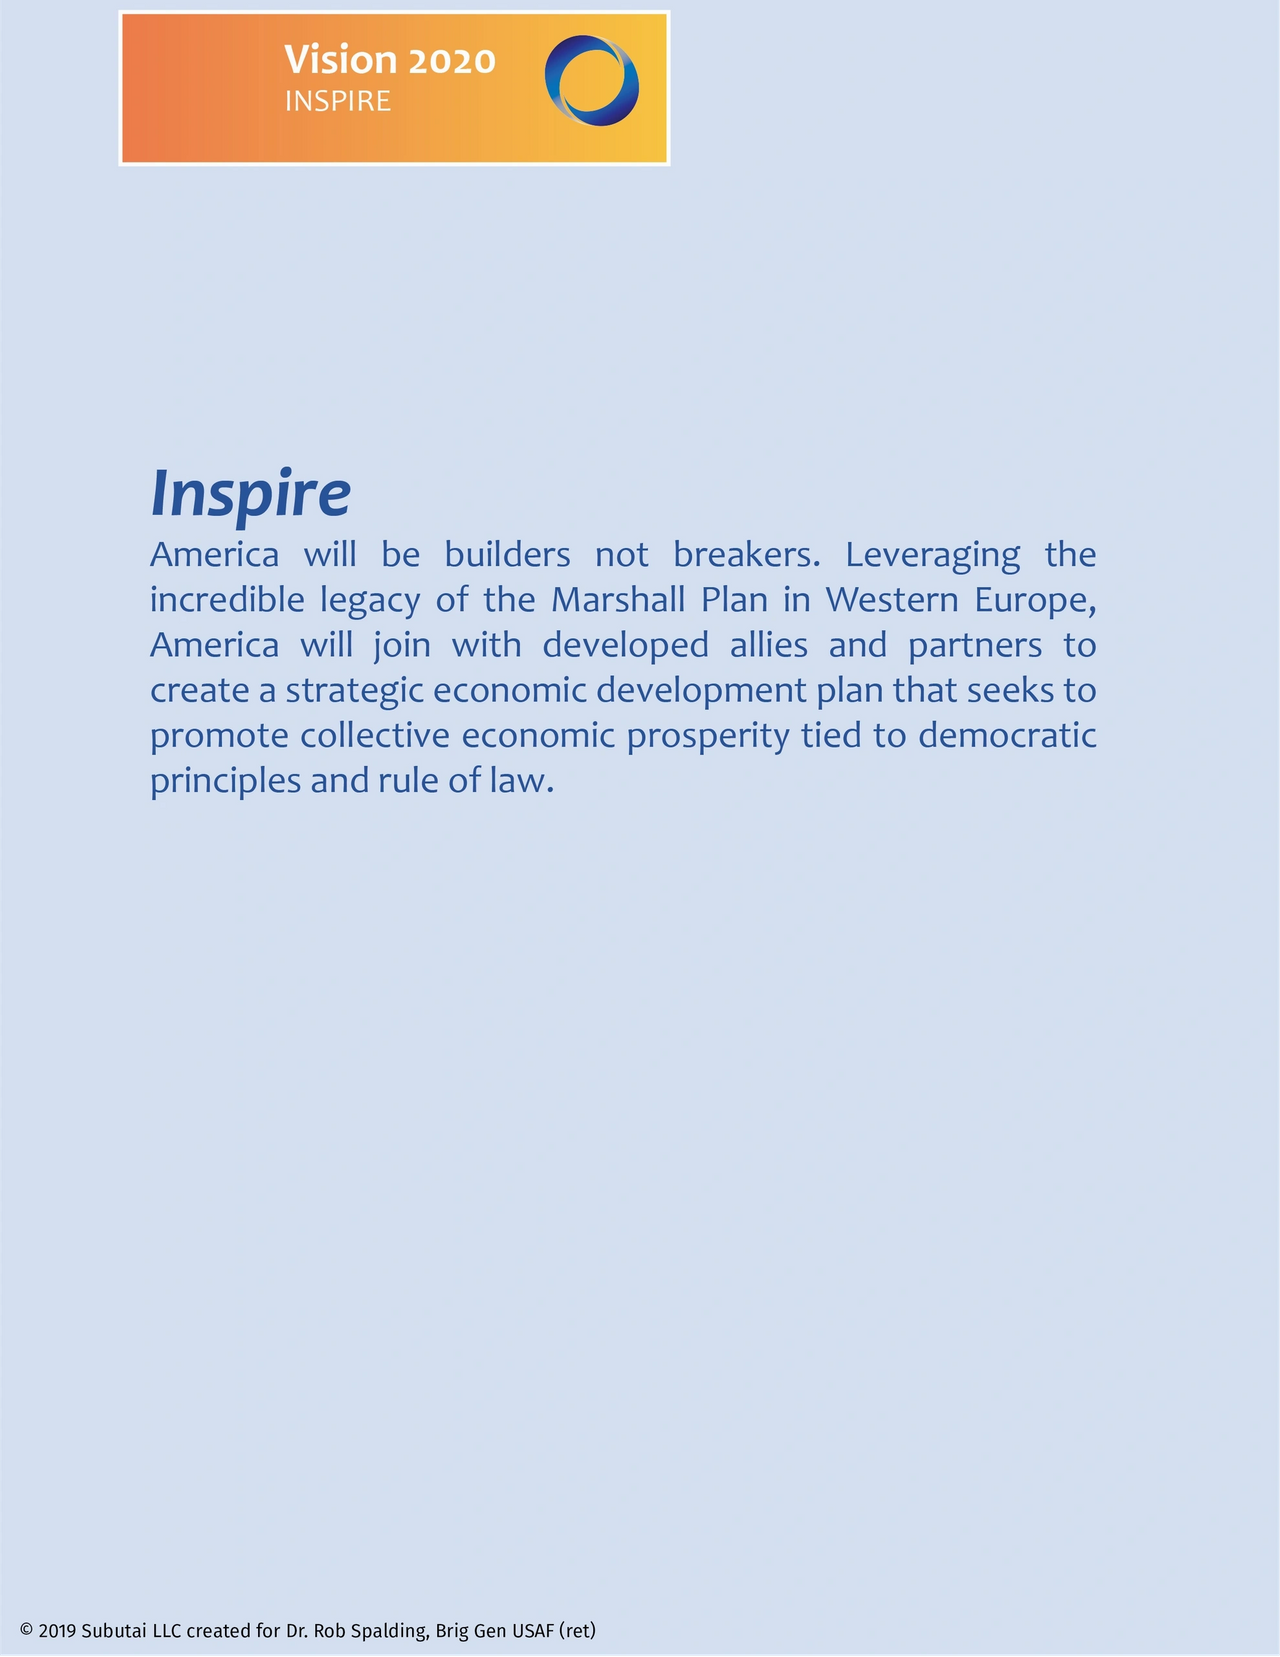 Vision 2020
INSPIRE
Inspire
America will be builders not breakers. Leveraging the
incredible legacy of the Marshall Plan in Western Europe,
America will join with developed allies and partners to
create a strategic economic development plan that seeks to
promote collective economic prosperity tied to democratic
principles and rule of law.
© 2019 Subutai LLC created for Dr. Rob Spalding, Brig Gen USAF (ret)